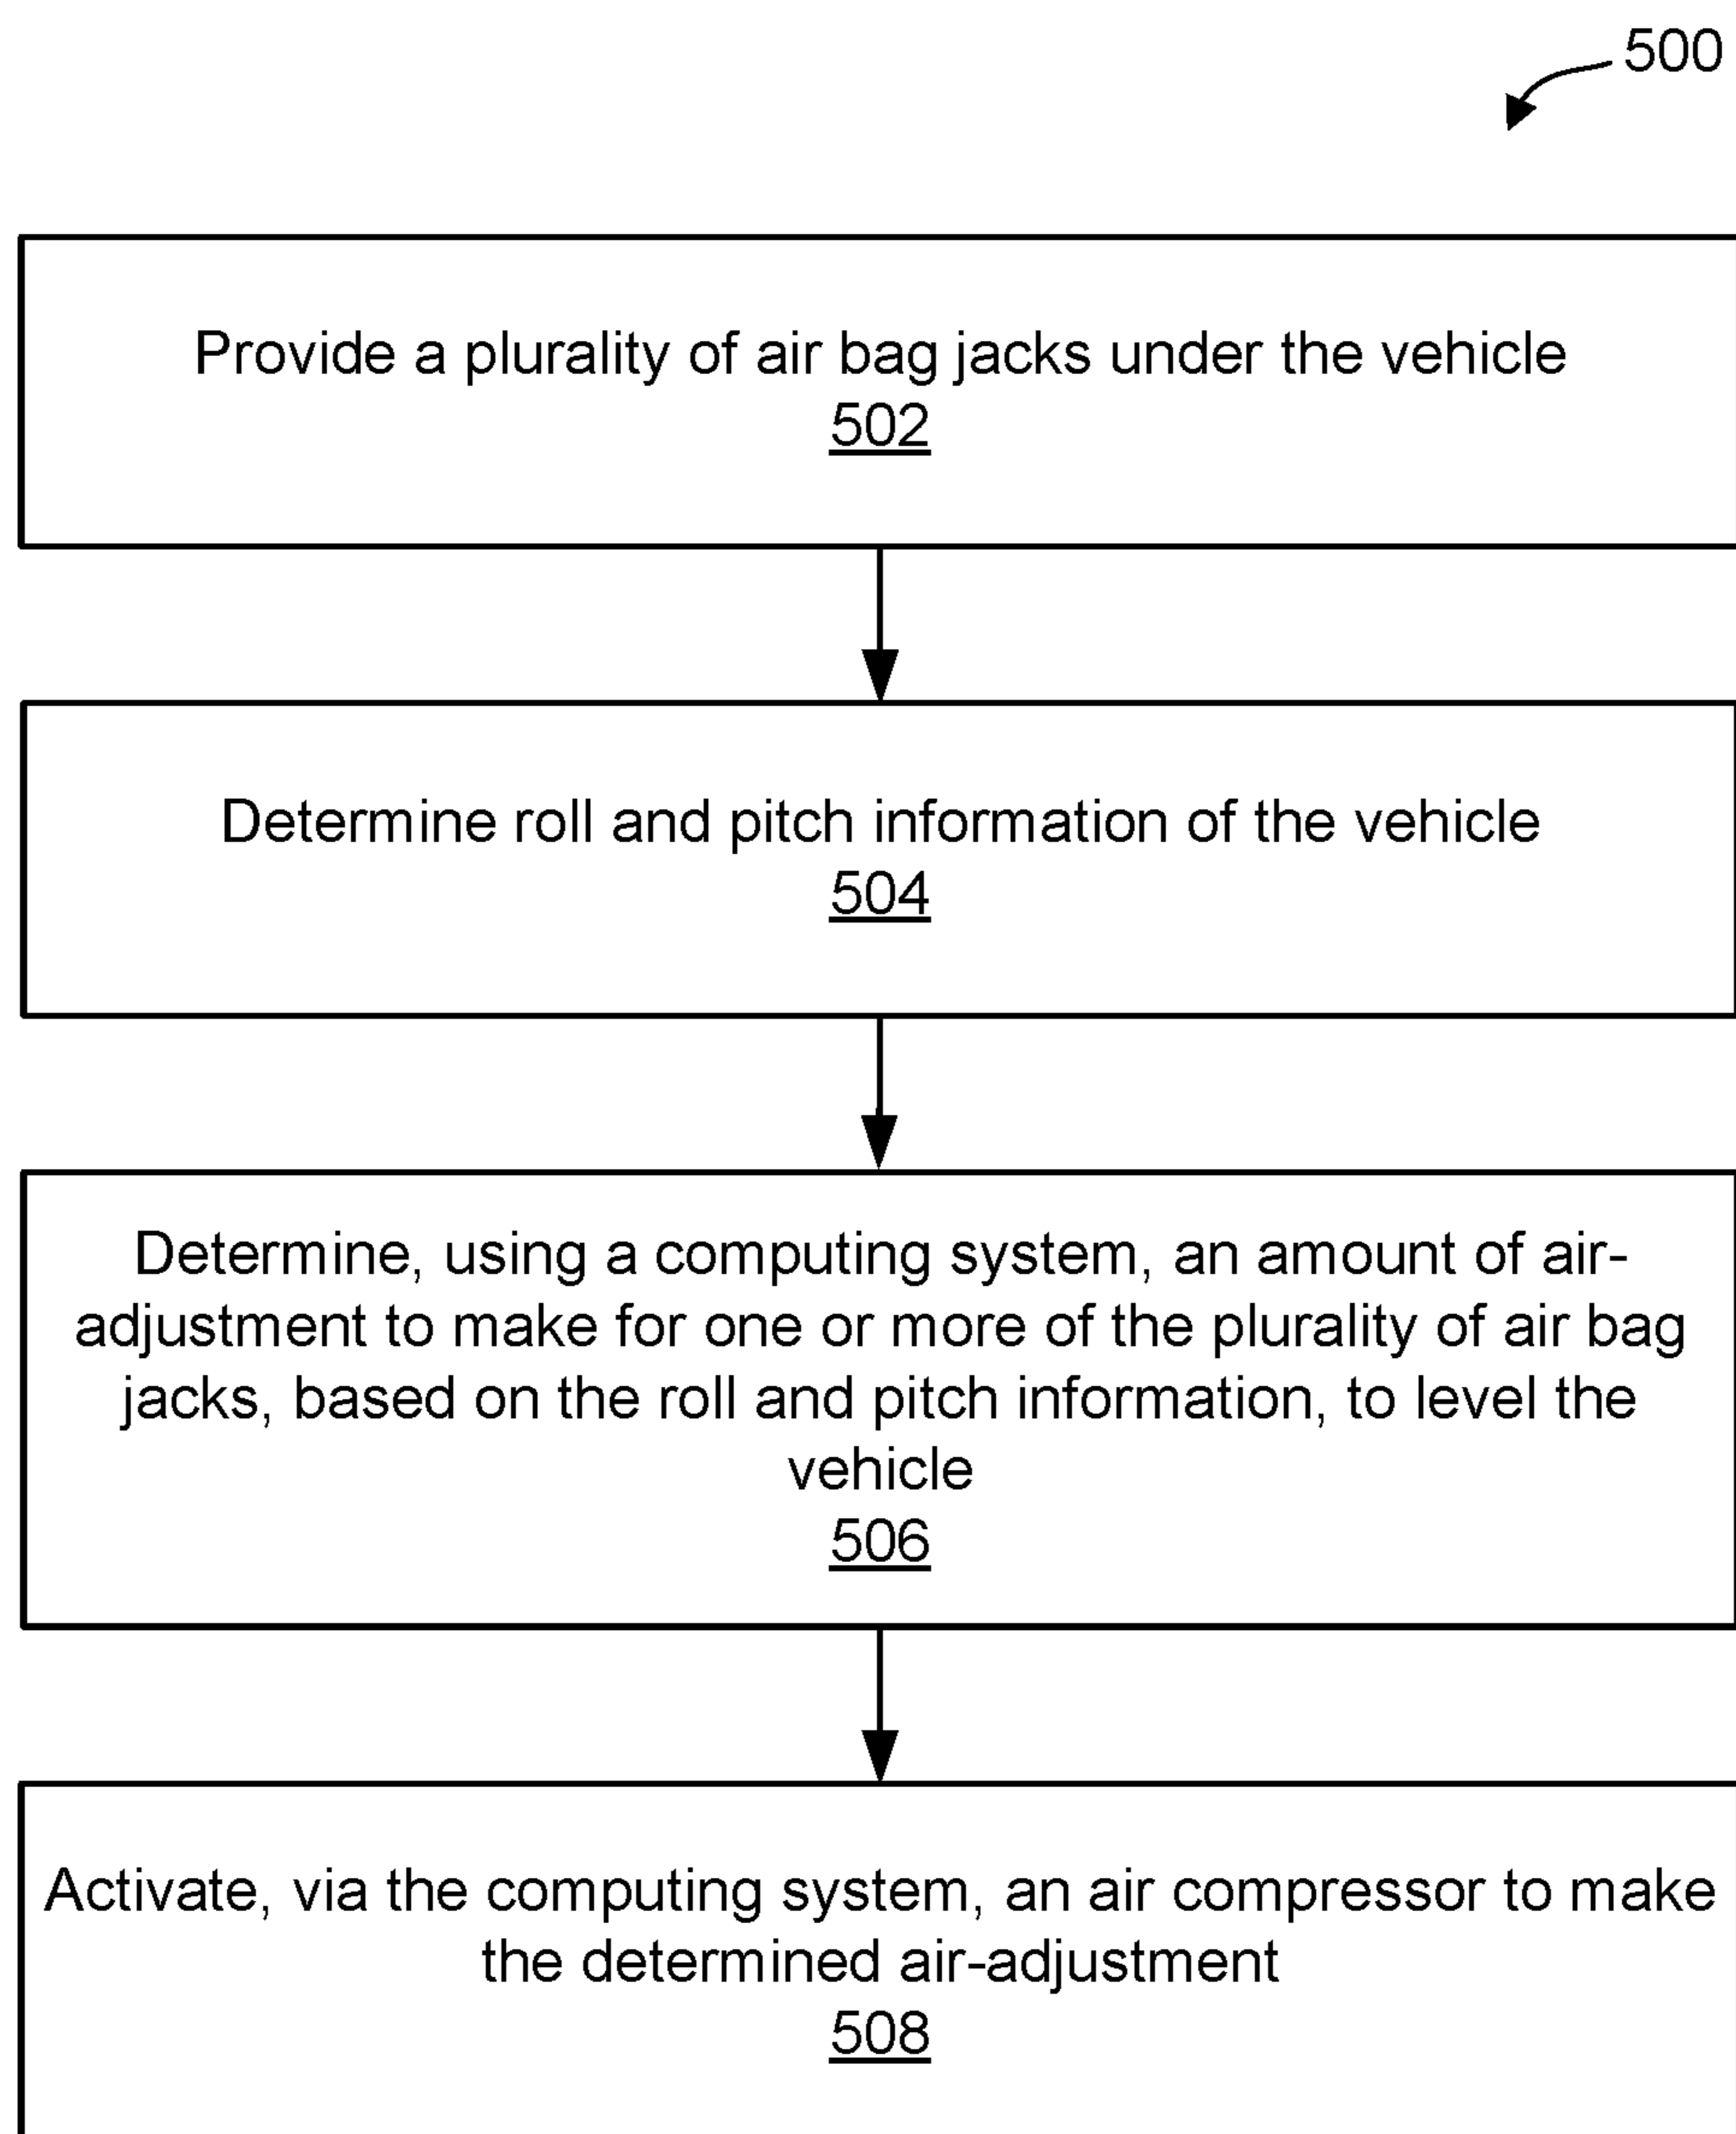 500
Provide a plurality of air bag jacks under the vehicle
502
Determine roll and pitch information of the vehicle
504
Determine, using a computing system, an amount of air-
adjustment to make for one or more of the plurality of air bag
jacks, based on the roll and pitch information, to level the
vehicle
506
Activate, via the computing system, an air compressor to make
the determined air-adjustment
508